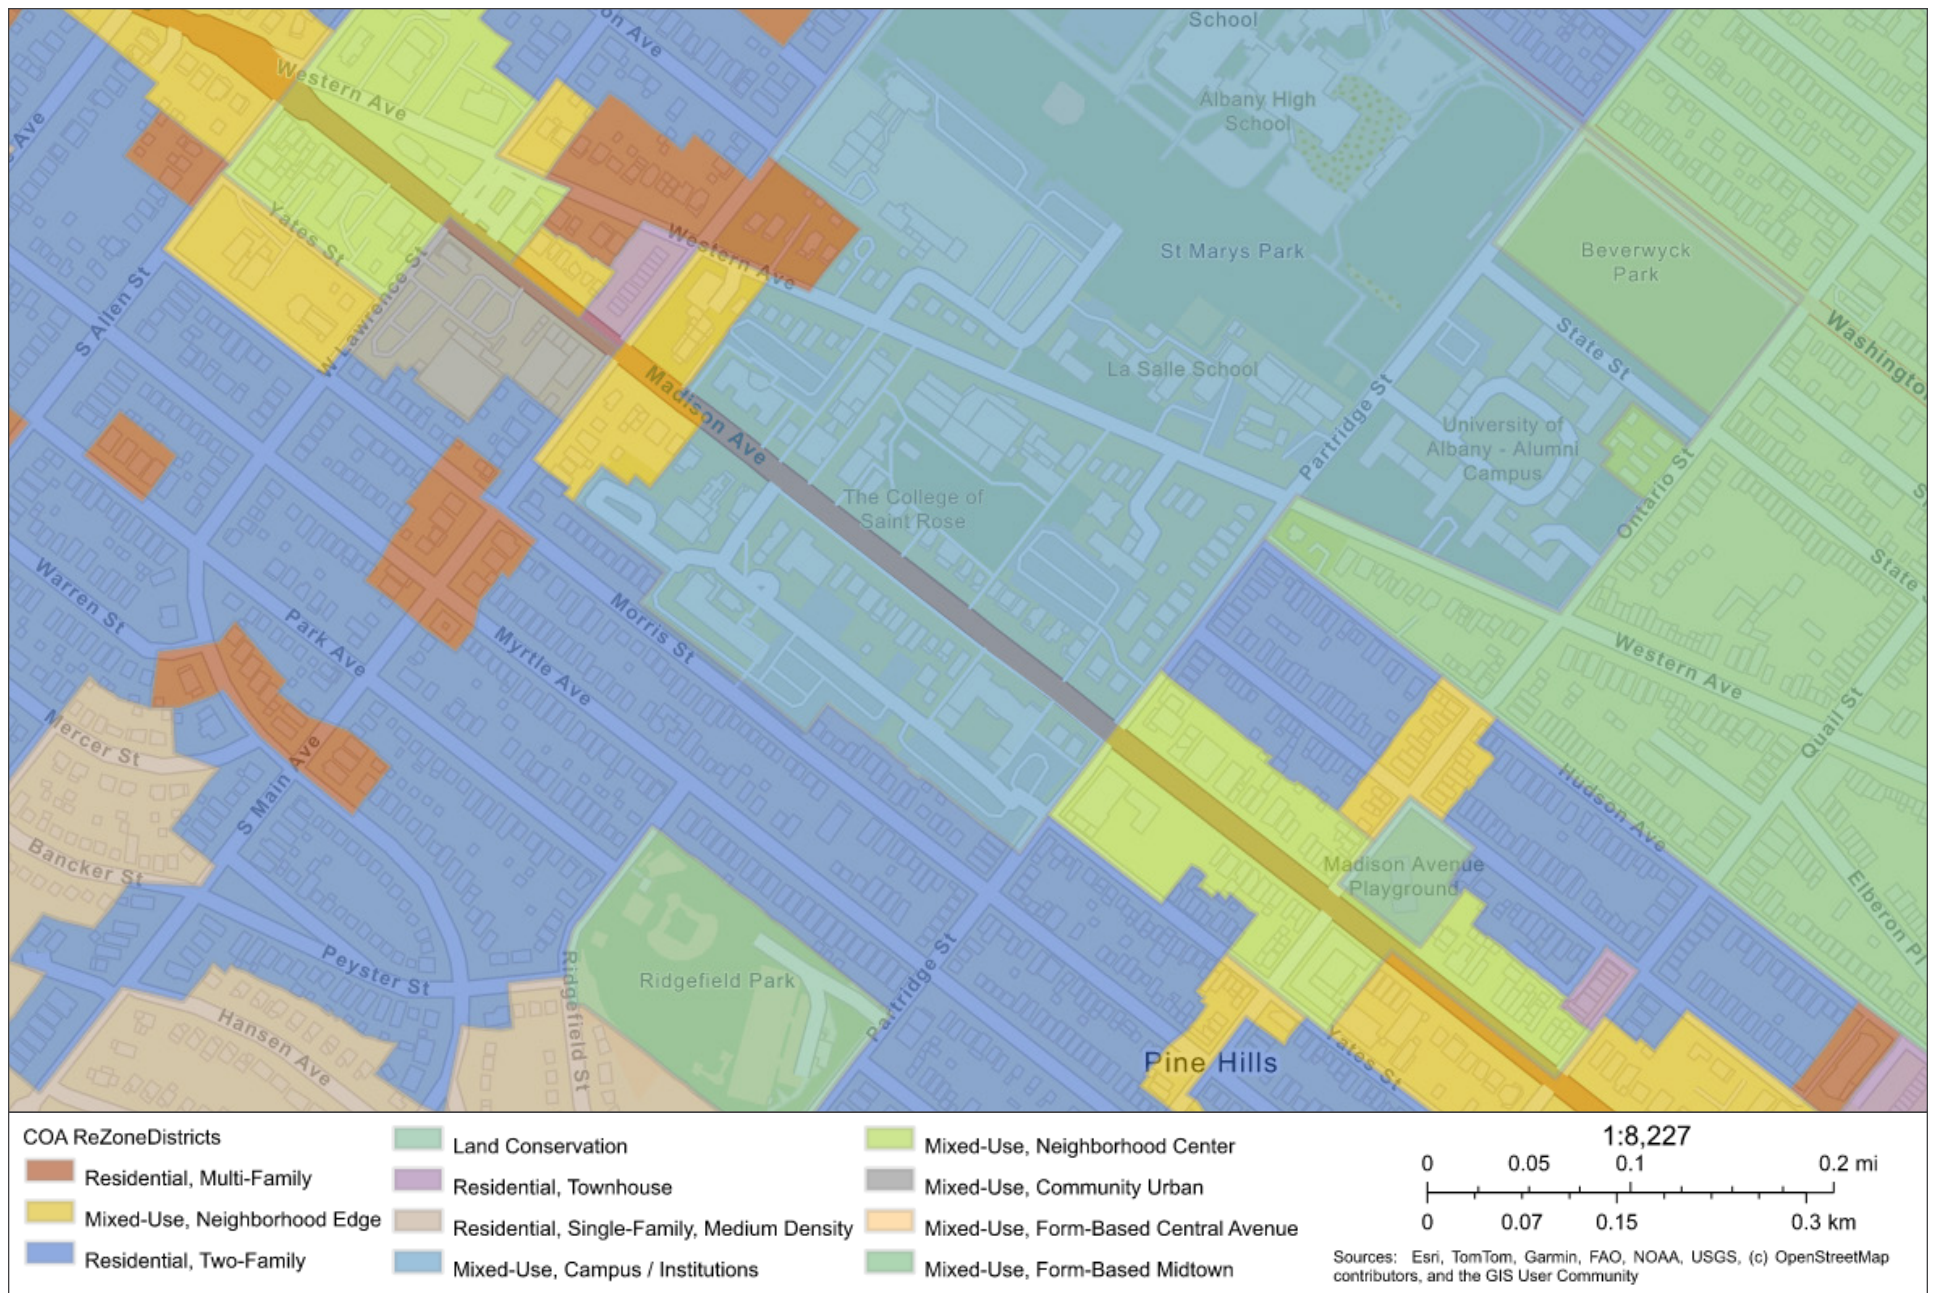 School
on Ave
Western Ave
Albany High
School
Ave
Yates St
Western Ave
St Marys Park
Beverwyck
Park
S Allen St
W Lawrence St
State St
Washington
Madison Ave
La Salle School
Partridge St
University of
Albany - Alumni
Campus
Ontario St
The College of
Saint Rose
State
Warren St
Park Ave
Morris St
Myrtle Ave
Western Ave
Quail St
Mercer St
S Main Ave
Hudson Ave
Bancker St
Madison Avenue
Playground
Elberon Pl
Peyster St
Ridgefield St
Ridgefield Park
Partridge St
Hansen Ave
Pine Hills
Yates St
COA ReZoneDistricts
Residential, Multi-Family
Mixed-Use, Neighborhood Edge
Residential, Two-Family
Land Conservation
Residential, Townhouse
Residential, Single-Family, Medium Density
Mixed-Use, Campus / Institutions
Mixed-Use, Neighborhood Center
Mixed-Use, Community Urban
Mixed-Use, Form-Based Central Avenue
Mixed-Use, Form-Based Midtown
1:8,227
0 0.05 0.1 0.2 mi
0 0.07 0.15 0.3 km
Sources: Esri, TomTom, Garmin, FAO, NOAA, USGS, (c) OpenStreetMap
contributors, and the GIS User Community